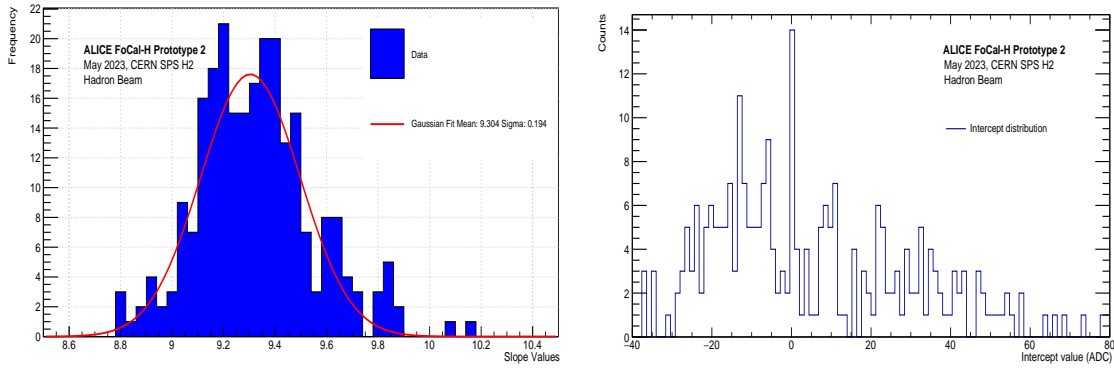 Frequency
22
20
18
16
14
12
10
8
6
4
2
0
8.6 8.8 9 9.2 9.4 9.6 9.8 10 10.2 10.4
Slope Values
ALICE FoCal-H Prototype 2
May 2023, CERN SPS H2
Hadron Beam
Data
Gaussian Fit Mean: 9.304 Sigma: 0.194
Counts
14
12
10
8
6
4
2
0
−40 −20 0 20 40 60 80
Intercept value (ADC)
ALICE FoCal-H Prototype 2
May 2023, CERN SPS H2
Hadron Beam
Intercept distribution